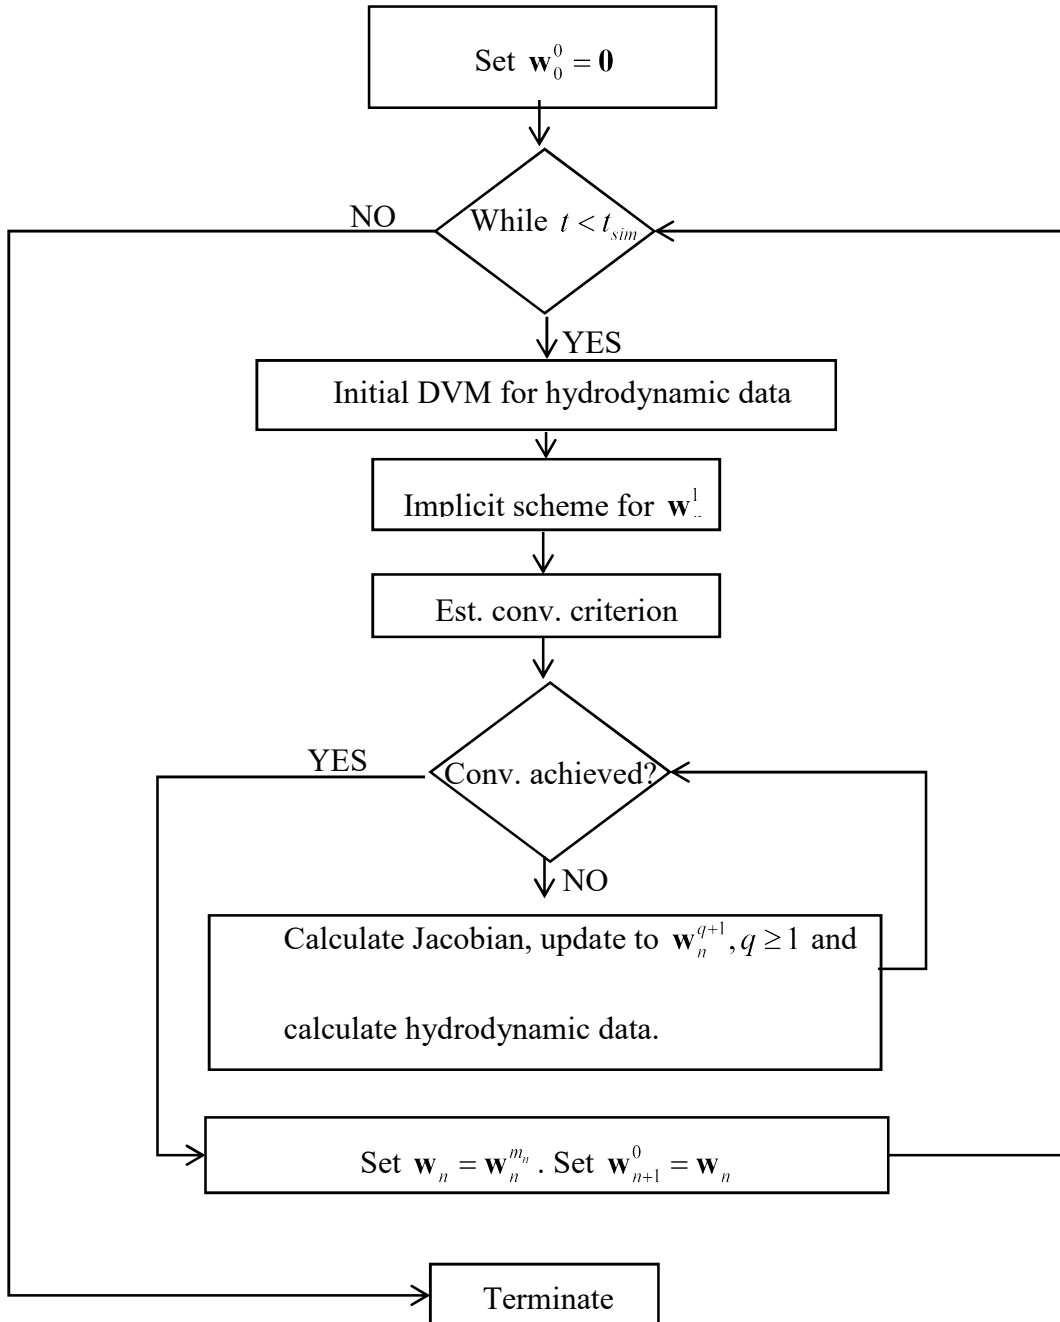 Set w_0^0 = 0
While t < t_sim
NO
YES
Initial DVM for hydrodynamic data
Implicit scheme for w^1
Est. conv. criterion
YES
Conv. achieved?
NO
Calculate Jacobian, update to w_n^{q+1}, q ≥ 1 and
calculate hydrodynamic data.
Set w_n = w_n^{m_n}. Set w_{n+1}^0 = w_n
Terminate